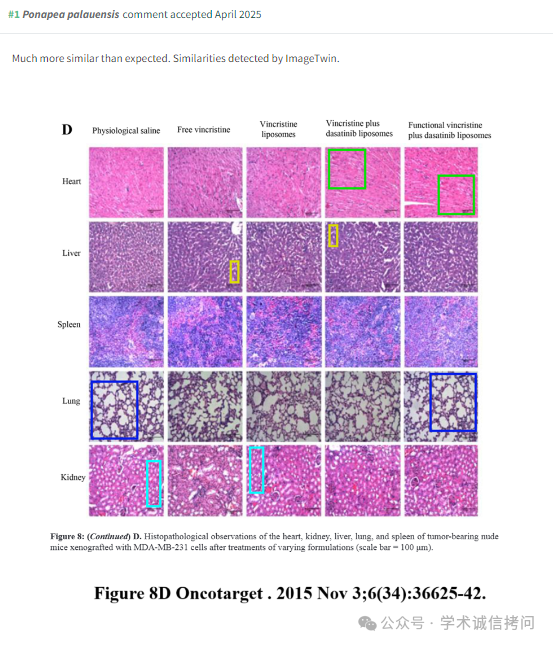 #1 Ponapea palauensis comment accepted April 2025
Much more similar than expected. Similarities detected by ImageTwin.
D
Physiological saline
Free vincristine
Vincristine
liposomes
Vincristine plus
dasatinib liposomes
Functional vincristine
plus dasatinib liposomes
Heart
Liver
Spleen
Lung
Kidney
Figure 8: (Continued) D. Histopathological observations of the heart, kidney, liver, lung, and spleen of tumor-bearing nude
mice xenografted with MDA-MB-231 cells after treatments of varying formulations (scale bar = 100 μm).
Figure 8D Oncotarget . 2015 Nov 3;6(34):36625-42.
公众号 · 学术诚信拷问